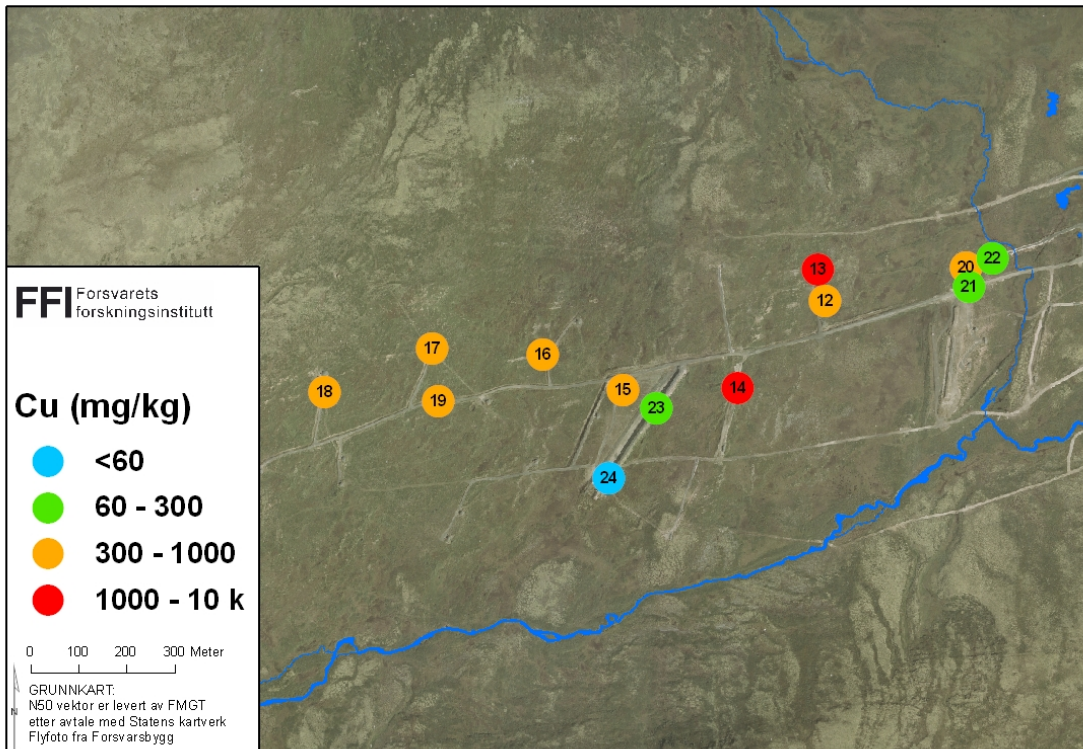 FFI Forsvarets
forskningsinstitutt
Cu (mg/kg)
<60
60 - 300
300 - 1000
1000 - 10 k
0 100 200 300 Meter
N
GRUNNKART:
N50 vektor er levert av FMGT
etter avtale med Statens kartverk
Flyfoto fra Forsvarsbygg
22
20
13
21
12
17
16
14
18
15
19
23
24